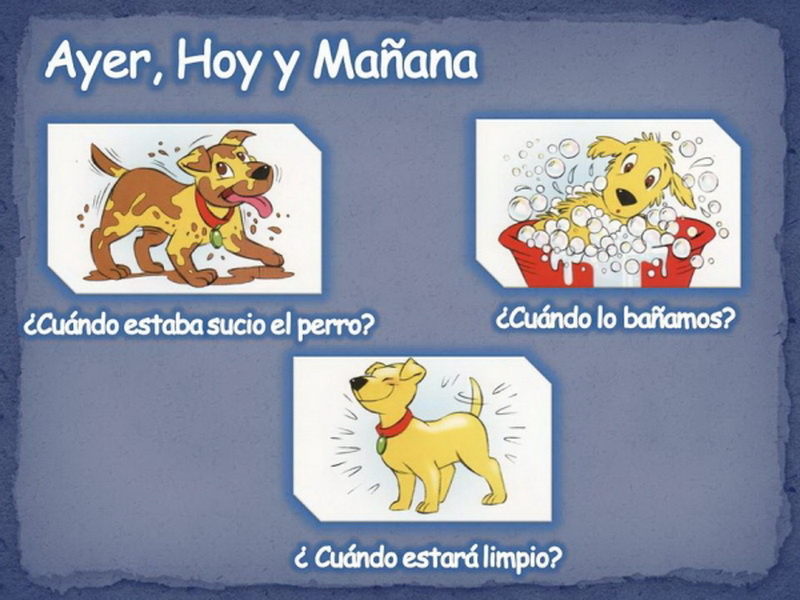 Ayer, Hoy y Mañana
¿Cuándo estaba sucio el perro?
¿Cuándo lo bañamos?
¿ Cuándo estará limpio?